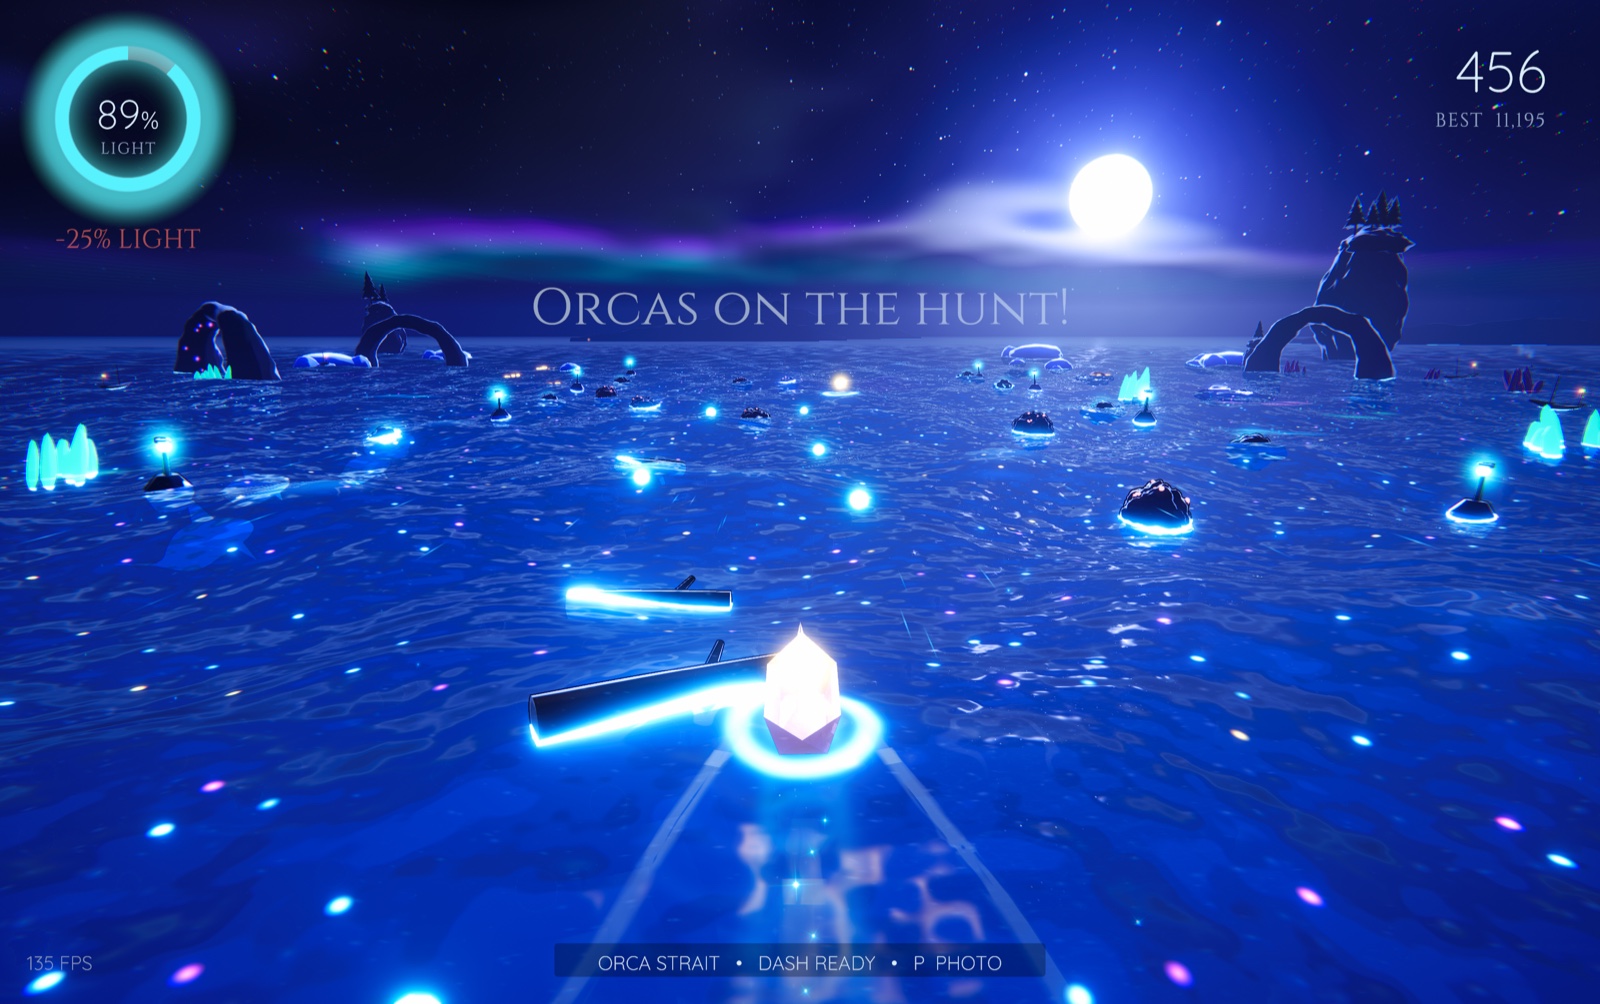 89%
LIGHT
-25% LIGHT
456
BEST 11,195
ORCAS ON THE HUNT!
135 FPS
ORCA STRAIT • DASH READY • P PHOTO